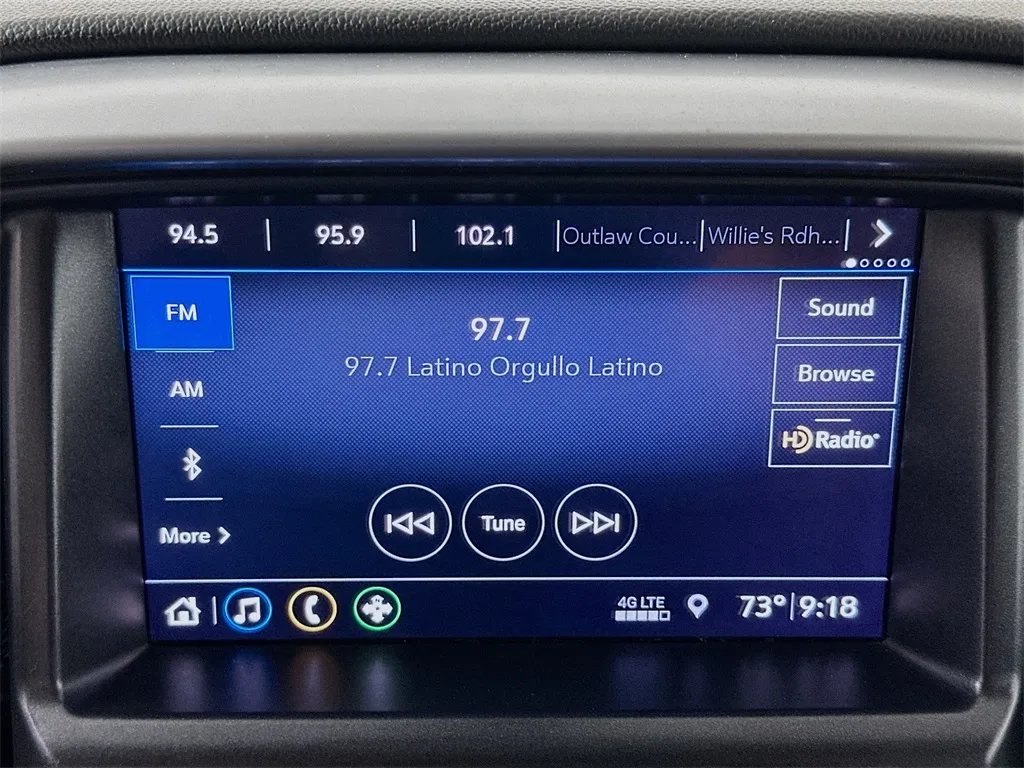 94.5 | 95.9 | 102.1 | Outlaw Cou... | Willie's Rdh...
FM
97.7
97.7 Latino Orgullo Latino
Sound
AM
Browse
HD Radio
More
Tune
4G LTE
73° | 9:18